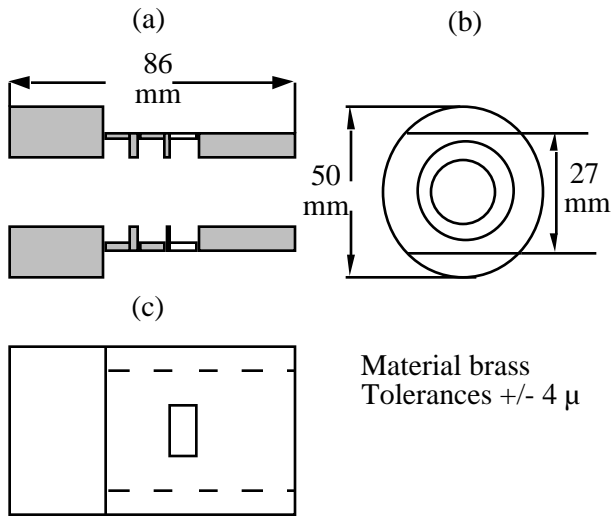 (a)
(b)
86
mm
50
mm
27
mm
(c)
Material brass
Tolerances +/- 4 μ